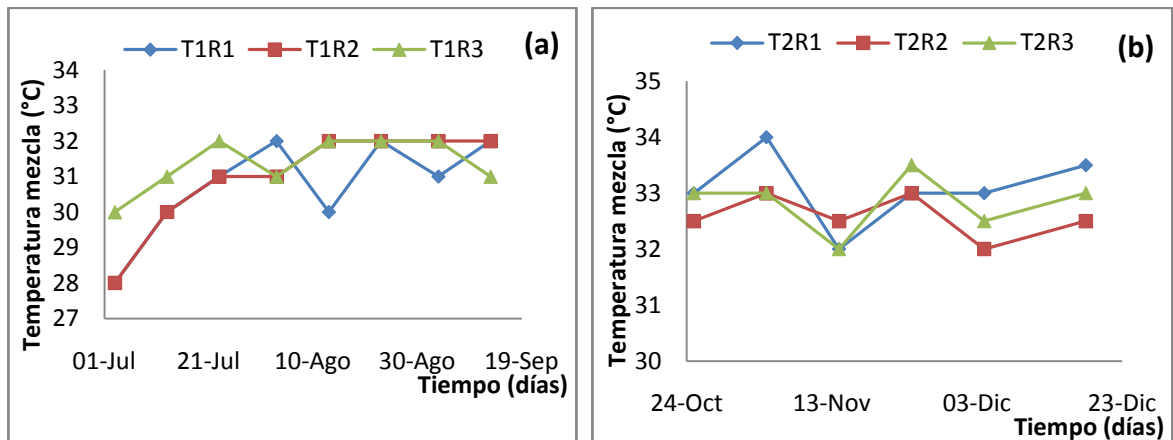 T1R1 T1R2 T1R3 (a)
Temperatura mezcla (°C)
34
33
32
31
30
29
28
27
01-Jul 21-Jul 10-Ago 30-Ago 19-Sep
Tiempo (días)
T2R1 T2R2 T2R3 (b)
Temperatura mezcla (°C)
35
34
33
32
31
30
24-Oct 13-Nov 03-Dic 23-Dic
Tiempo (días)